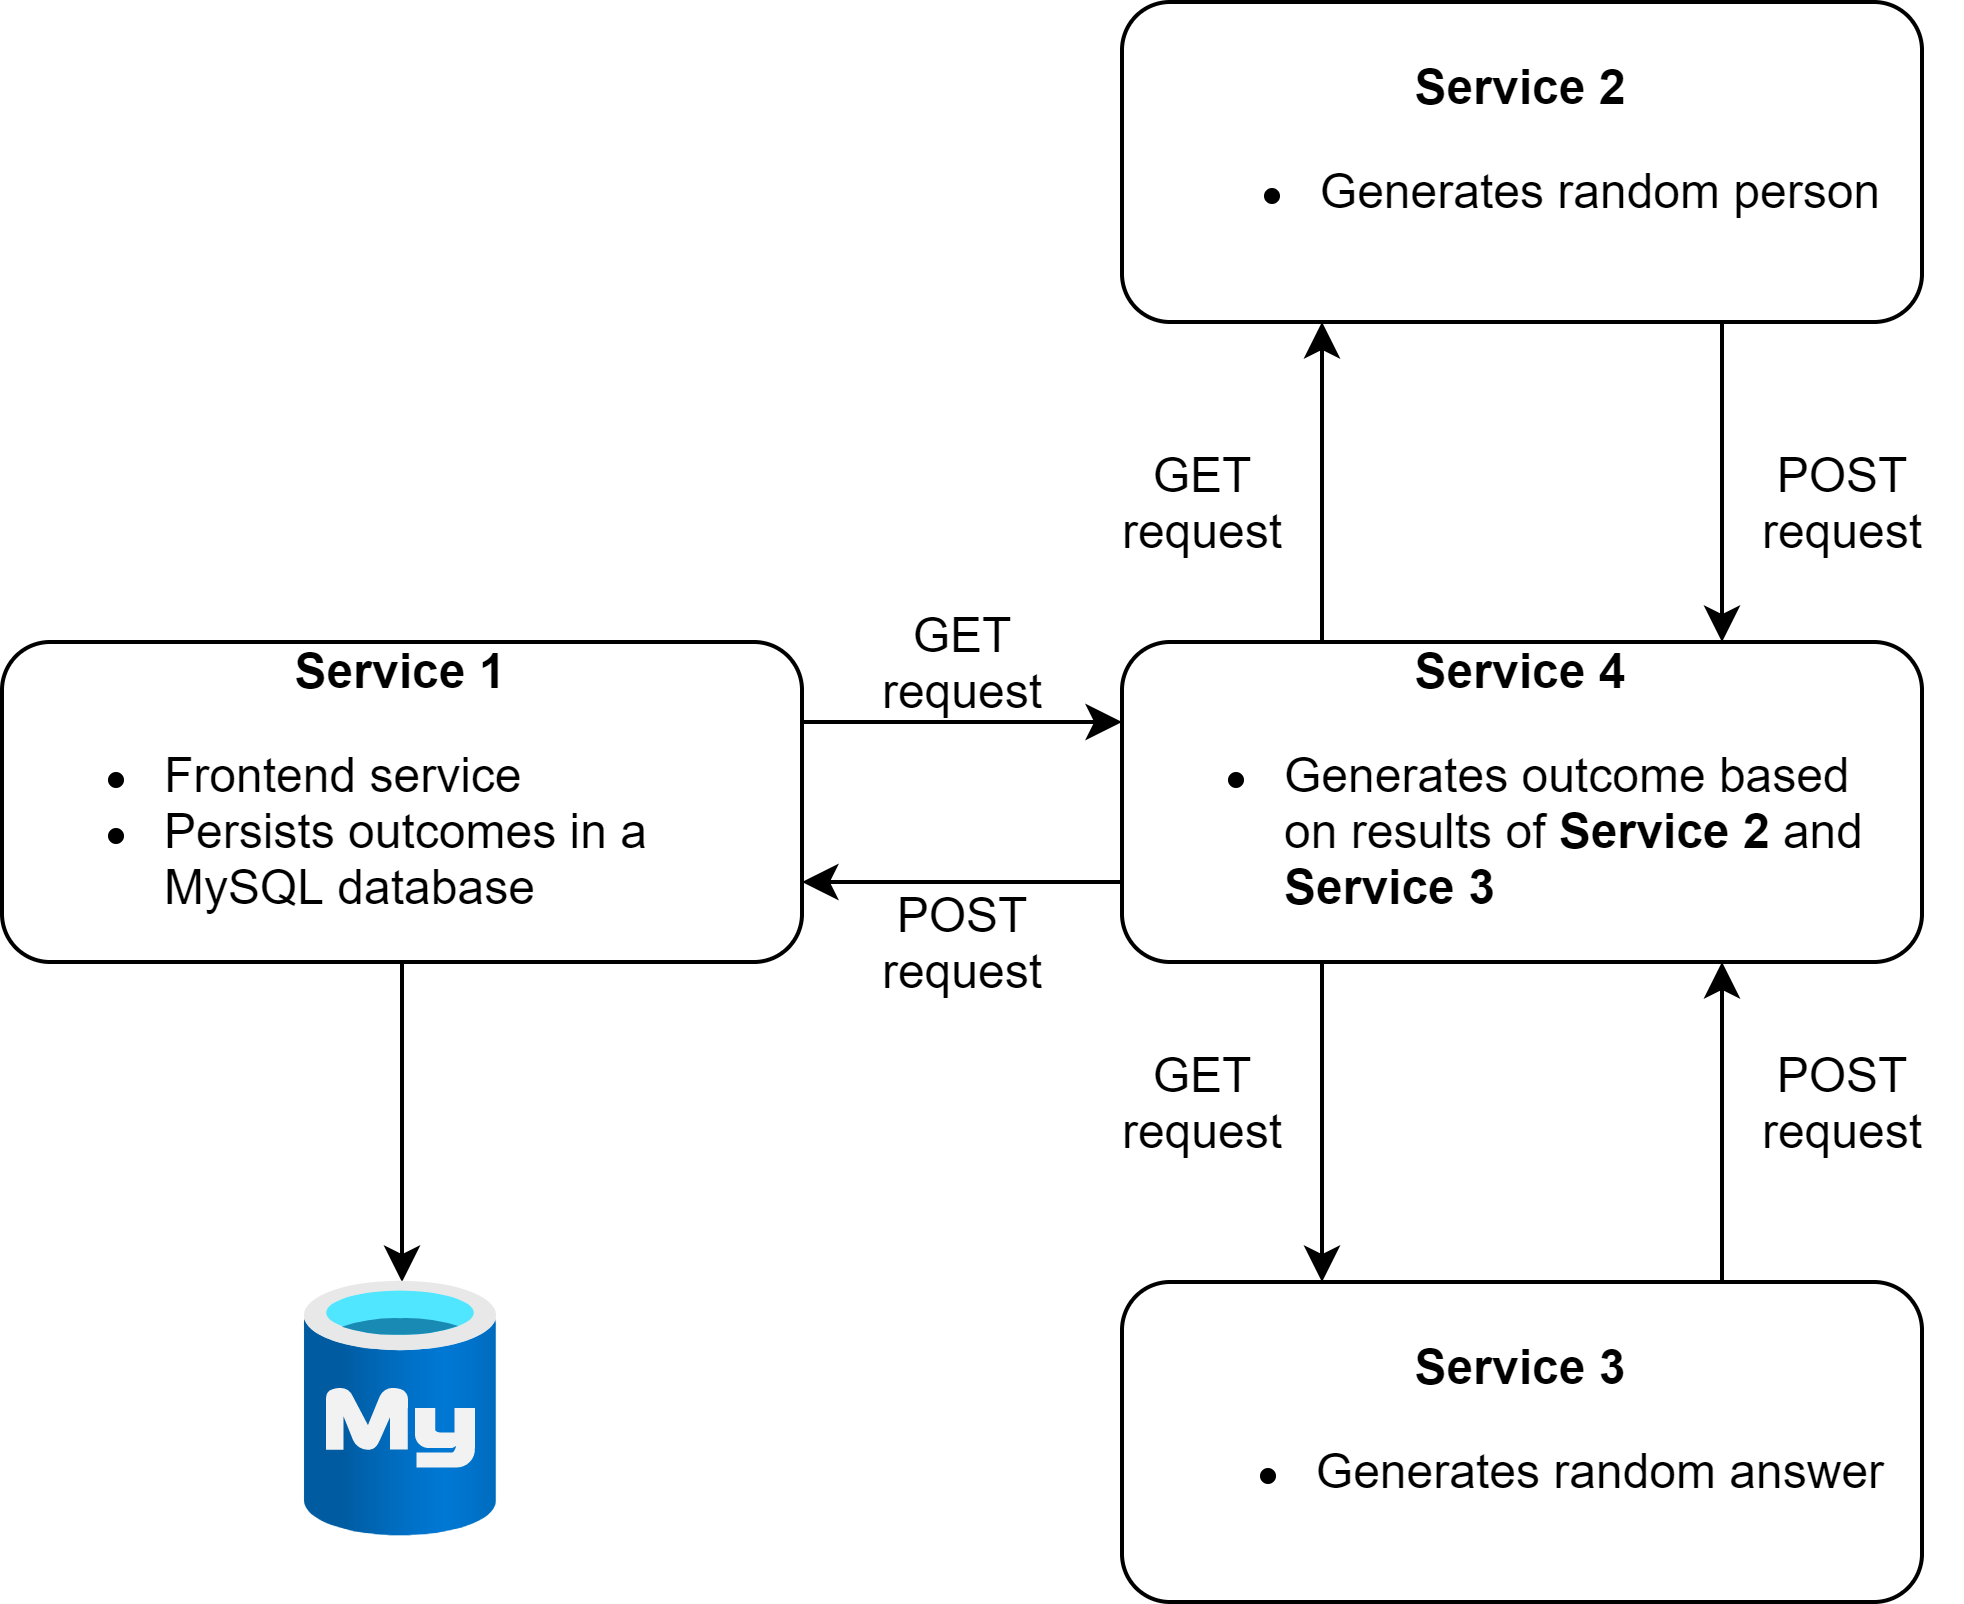 Service 2
• Generates random person
GET
request
POST
request
GET
request
Service 1
• Frontend service
• Persists outcomes in a
MySQL database
Service 4
• Generates outcome based
on results of Service 2 and
Service 3
POST
request
GET
request
POST
request
My
Service 3
• Generates random answer